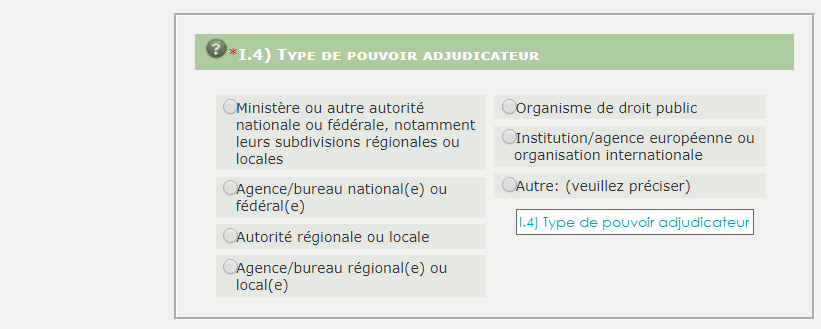 *I.4) Type de pouvoir adjudicateur
Ministère ou autre autorité
nationale ou fédérale, notamment
leurs subdivisions régionales ou
locales
Agence/bureau national(e) ou
fédéral(e)
Autorité régionale ou locale
Agence/bureau régional(e) ou
local(e)
Organisme de droit public
Institution/agence européenne ou
organisation internationale
Autre: (veuillez préciser)
I.4) Type de pouvoir adjudicateur